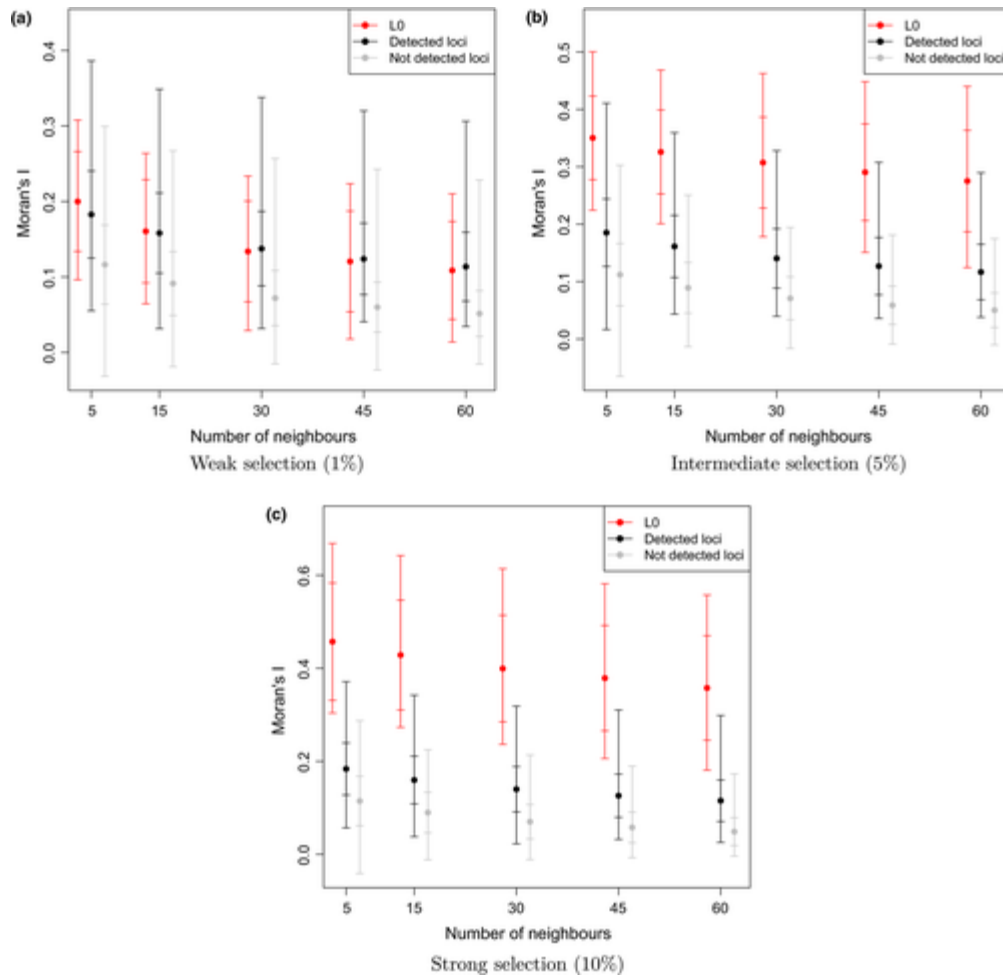 (a)
L0
Detected loci
Not detected loci
Moran's I
0.4
0.3
0.2
0.1
0.0
5 15 30 45 60
Number of neighbours
Weak selection (1%)
(b)
L0
Detected loci
Not detected loci
Moran's I
0.5
0.4
0.3
0.2
0.1
0.0
5 15 30 45 60
Number of neighbours
Intermediate selection (5%)
(c)
L0
Detected loci
Not detected loci
Moran's I
0.6
0.4
0.2
0.0
5 15 30 45 60
Number of neighbours
Strong selection (10%)